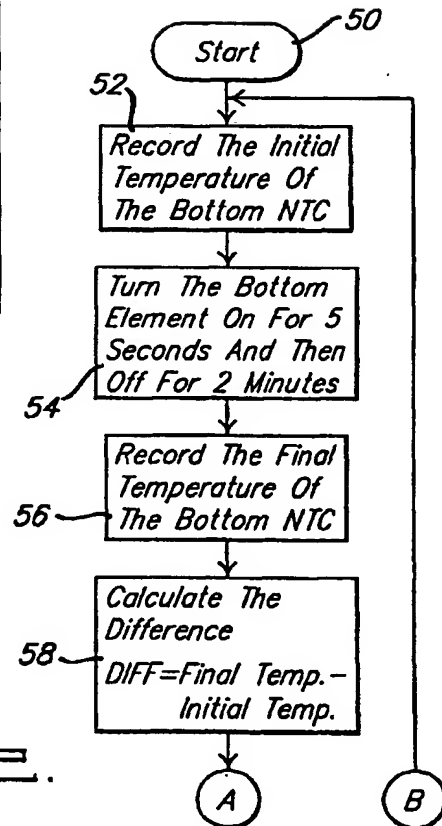 50
Start
52
Record The Initial
Temperature Of
The Bottom NTC
Turn The Bottom
Element On For 5
Seconds And Then
Off For 2 Minutes
54
Record The Final
Temperature Of
The Bottom NTC
56
Calculate The
Difference
DIFF=Final Temp.-
Initial Temp.
58
A
B